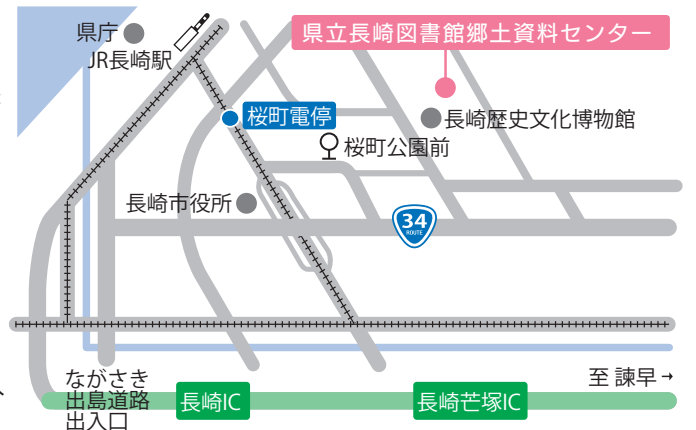 県庁
JR長崎駅
県立長崎図書館郷土資料センター
桜町電停
長崎歴史文化博物館
桜町公園前
長崎市役所
34
ROUTE
ながさき
出島道路
出入口
長崎IC
長崎芒塚IC
至 諫早→